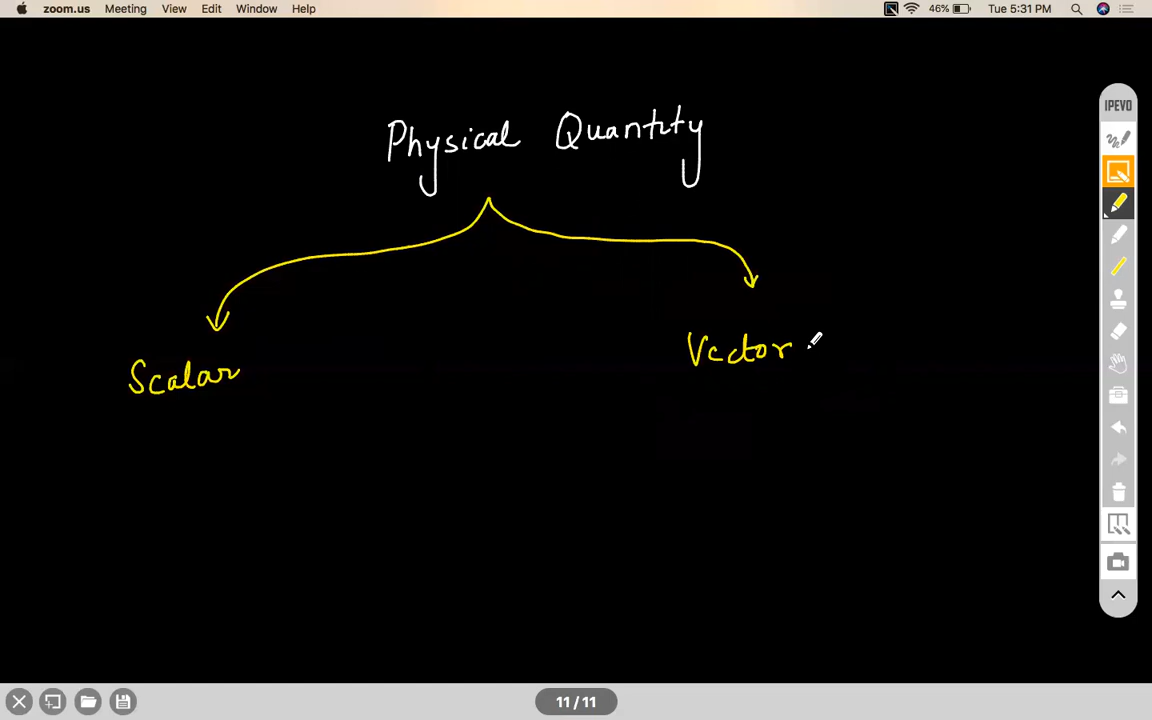 zoom.us Meeting View Edit Window Help 46% Tue 5:31 PM
IPEVO
Physical Quantity
Scalar
Vector
11 / 11